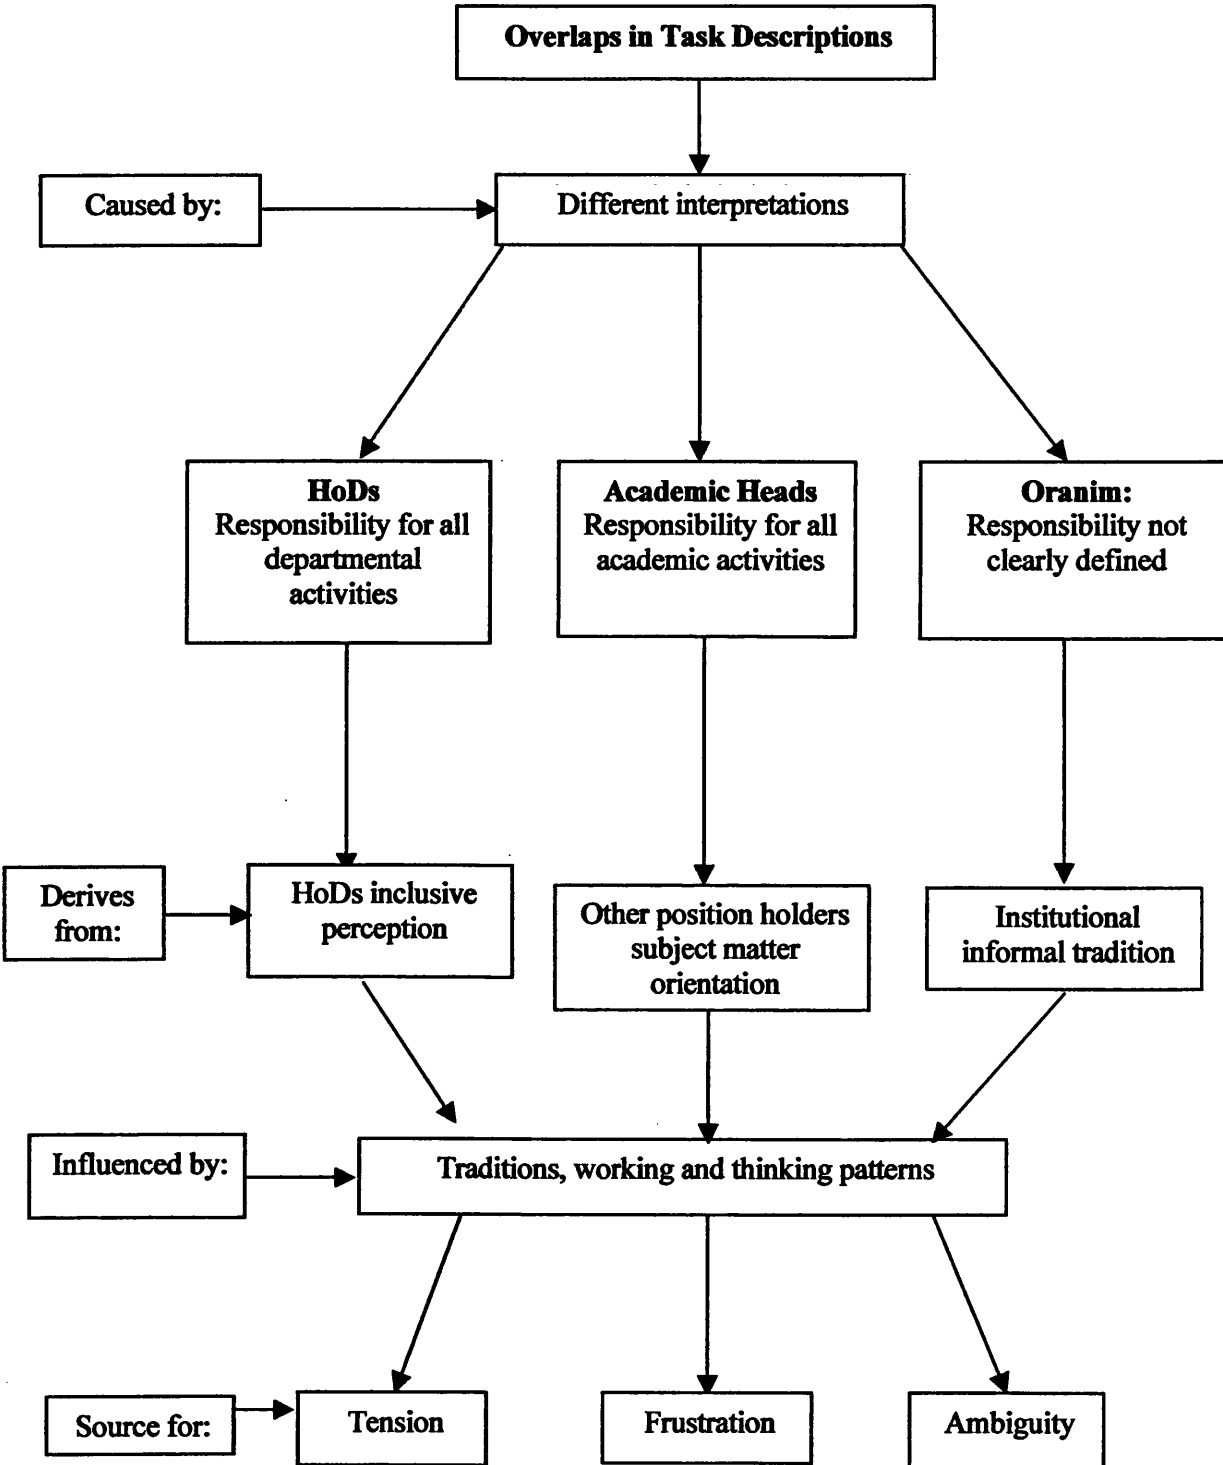 Overlaps in Task Descriptions
Caused by:
Different interpretations
HoDs
Responsibility for all
departmental
activities
Academic Heads
Responsibility for all
academic activities
Oranim:
Responsibility not
clearly defined
Derives
from:
HoDs inclusive
perception
Other position holders
subject matter
orientation
Institutional
informal tradition
Influenced by:
Traditions, working and thinking patterns
Source for:
Tension
Frustration
Ambiguity